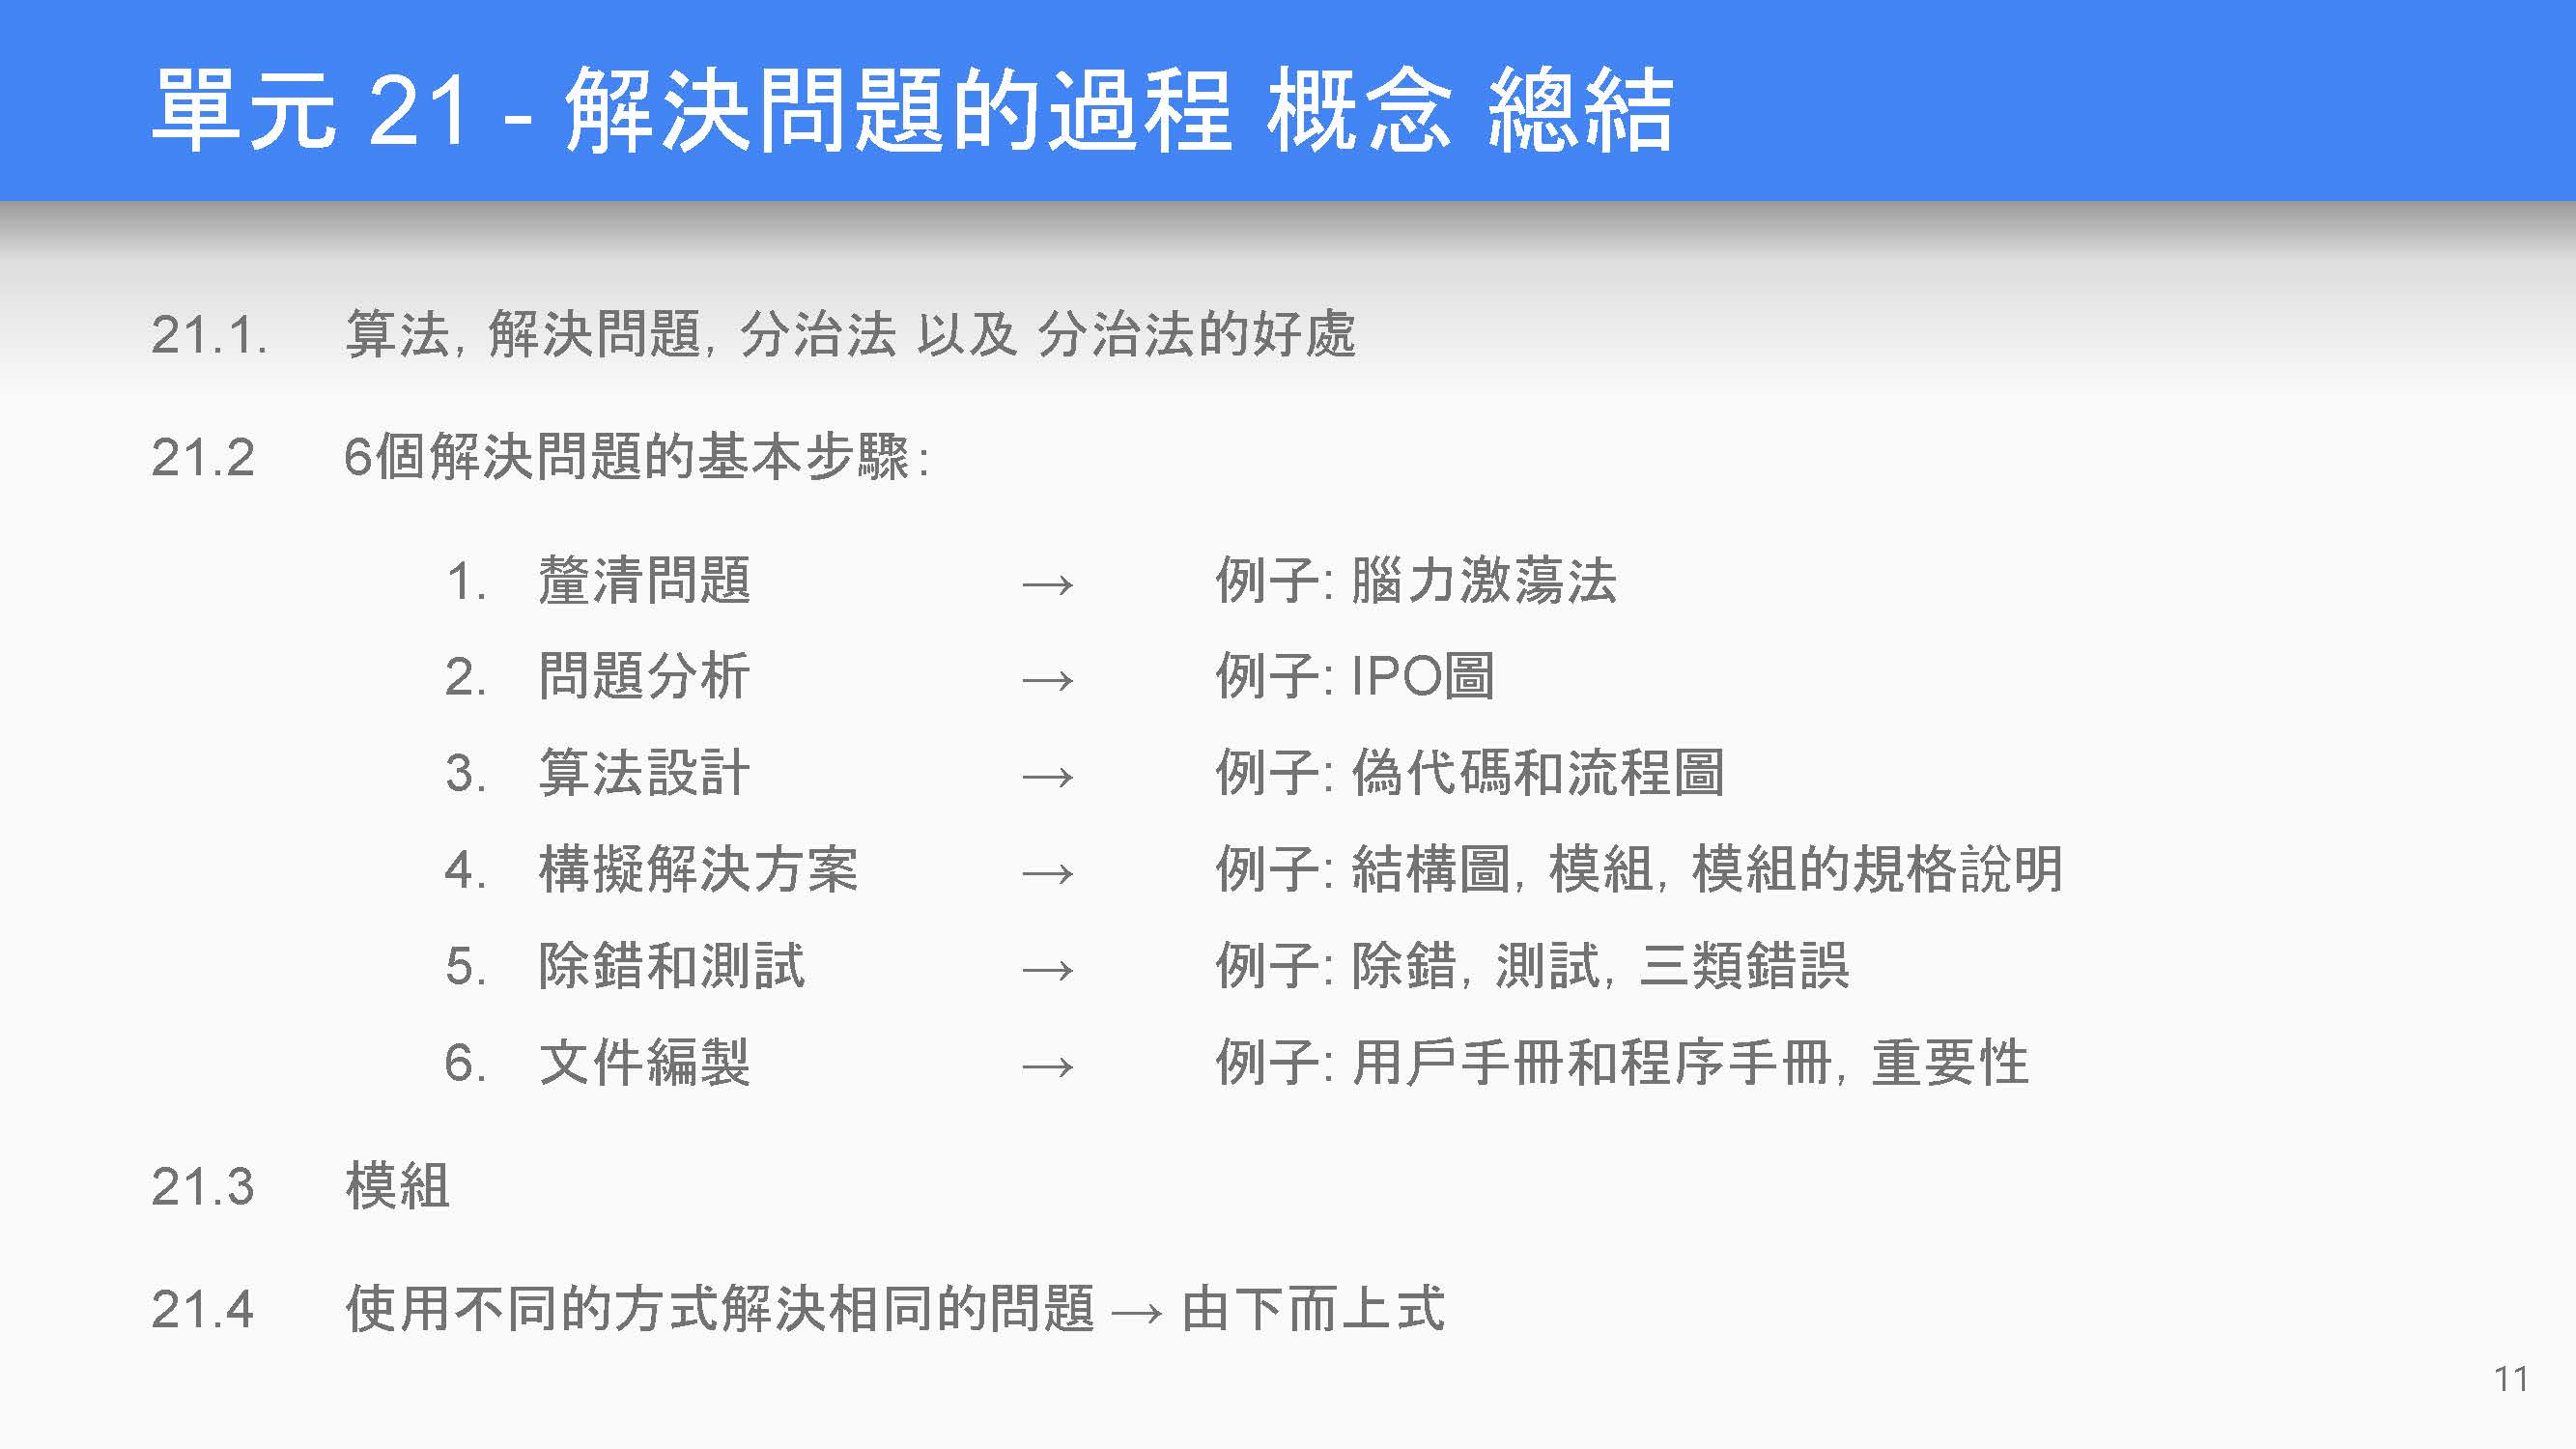 單元 21 - 解決問題的過程 概念 總結
21.1. 算法, 解決問題, 分治法 以及 分治法的好處
21.2 6個解決問題的基本步驟:
1. 釐清問題 → 例子: 腦力激蕩法
2. 問題分析 → 例子: IPO圖
3. 算法設計 → 例子: 偽代碼和流程圖
4. 構擬解決方案 → 例子: 結構圖, 模組, 模組的規格說明
5. 除錯和測試 → 例子: 除錯, 測試, 三類錯誤
6. 文件編製 → 例子: 用戶手冊和程序手冊, 重要性
21.3 模組
21.4 使用不同的方式解決相同的問題 → 由下而上式
11